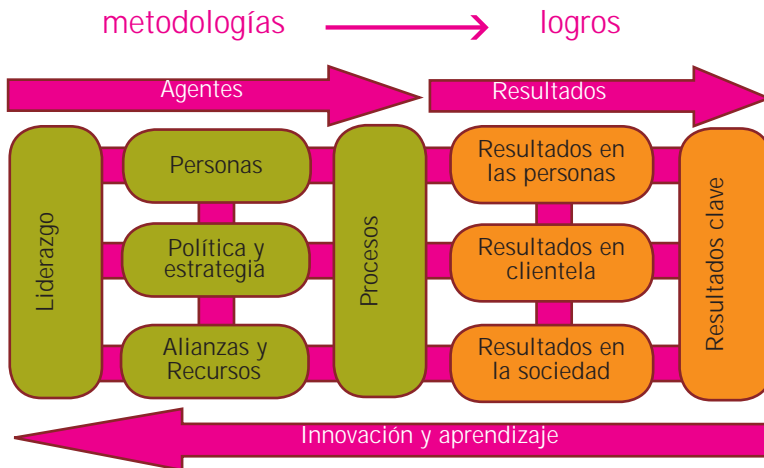 metodologías
logros
Agentes
Resultados
Liderazgo
Personas
Política y
estrategia
Alianzas y
Recursos
Procesos
Resultados en
las personas
Resultados en
clientela
Resultados en
la sociedad
Resultados clave
Innovación y aprendizaje